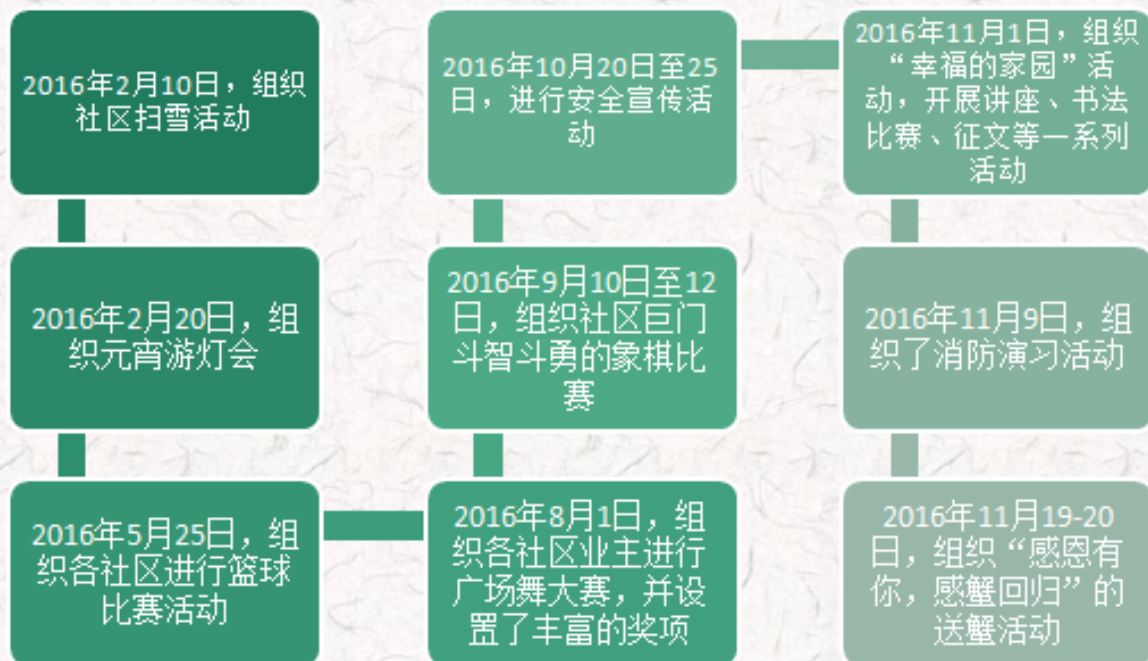 2016年2月10日，组织
社区扫雪活动
2016年2月20日，组
织元宵游灯会
2016年5月25日，组
织各社区进行篮球
比赛活动
2016年8月1日，组
织各社区业主进行
广场舞大赛，并设
置了丰富的奖项
2016年9月10日至12
日，组织社区巨门
斗智斗勇的象棋比
赛
2016年10月20日至25
日，进行安全宣传活
动
2016年11月1日，组织
“幸福的家园”活
动，开展讲座、书法
比赛、征文等一系列
活动
2016年11月9日，组
织了消防演习活动
2016年11月19-20
日，组织“感恩有
你，感蟹回归”的
送蟹活动